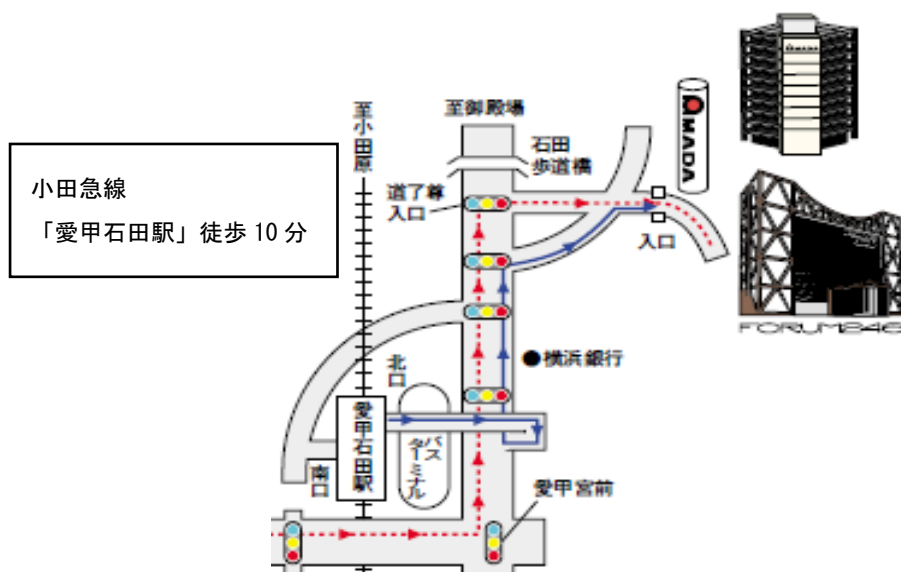 小田急線
「愛甲石田駅」徒歩 10 分
至小田原
至御殿場
石田
歩道橋
道了尊
入口
AMADA
AMADA
入口
FORUM246
●横浜銀行
北口
愛甲石田駅
バス
ターミナル
南口
愛甲宮前